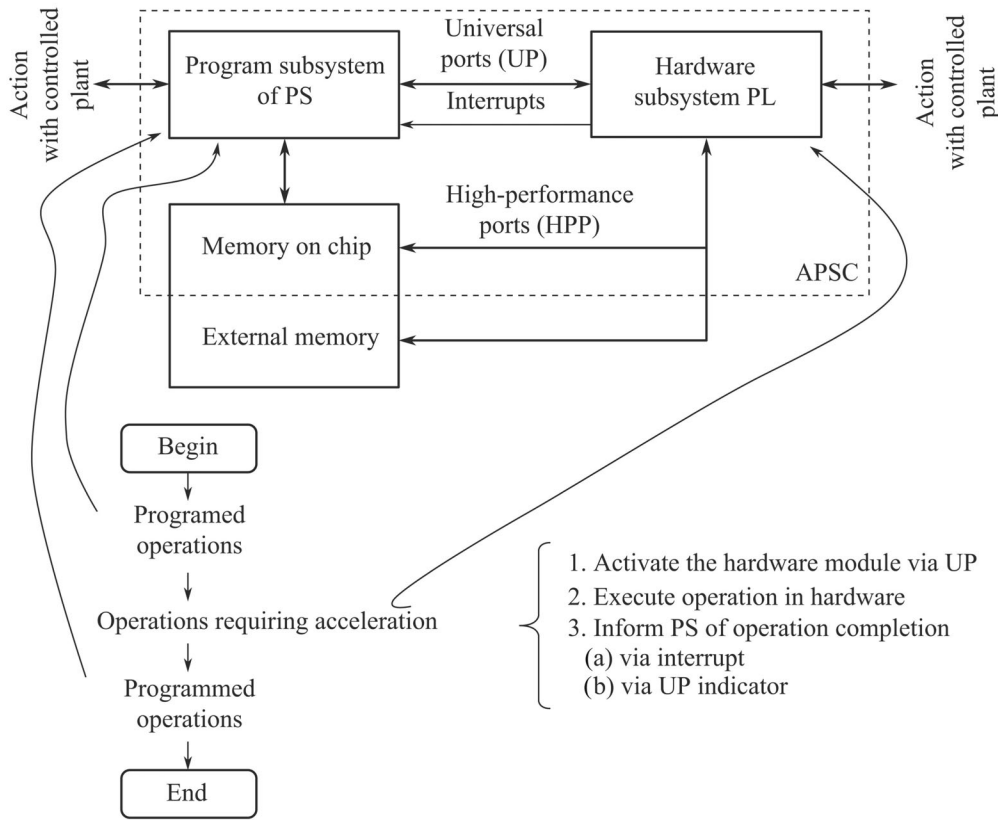 Action
with controlled
plant
Program subsystem
of PS
Universal
ports (UP)
Interrupts
Hardware
subsystem PL
Action
with controlled
plant
High-performance
ports (HPP)
Memory on chip
APSC
External memory
Begin
Programed
operations
Operations requiring acceleration
Programmed
operations
End
1. Activate the hardware module via UP
2. Execute operation in hardware
3. Inform PS of operation completion
(a) via interrupt
(b) via UP indicator